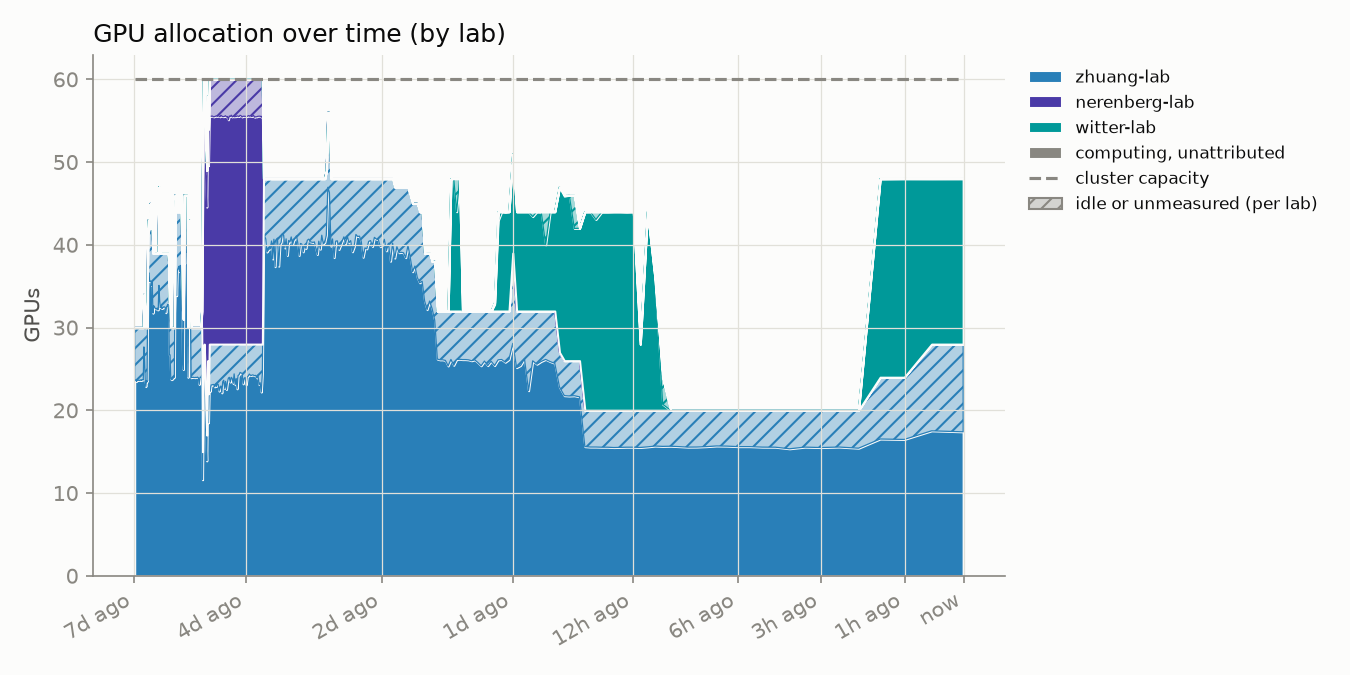 GPU allocation over time (by lab)
60
50
40
30
20
10
0
GPUs
7d ago
4d ago
2d ago
1d ago
12h ago
6h ago
3h ago
1h ago
now
zhuang-lab
nerenberg-lab
witter-lab
computing, unattributed
cluster capacity
idle or unmeasured (per lab)